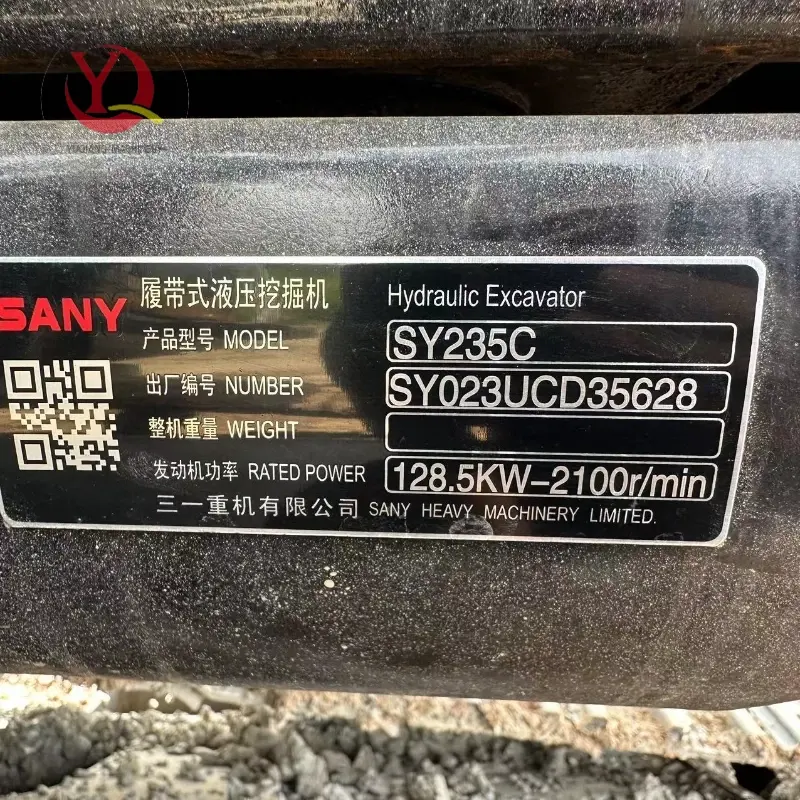 YQ
SANY
履带式液压挖掘机 Hydraulic Excavator
产品型号 MODEL SY235C
出厂编号 NUMBER SY023UCD35628
整机重量 WEIGHT
发动机功率 RATED POWER 128.5KW-2100r/min
三一重机有限公司 SANY HEAVY MACHINERY LIMITED.